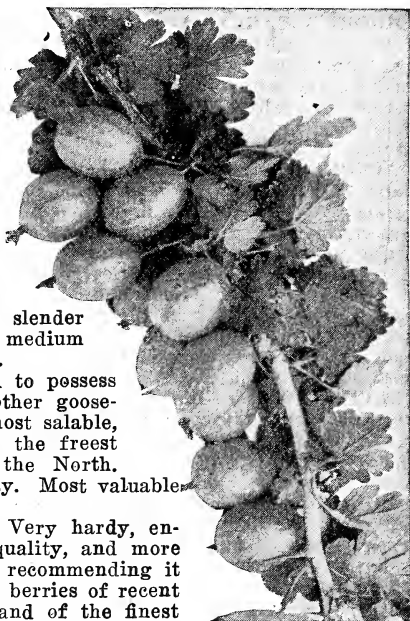 slender
medium
to possess
other goose-
most salable,
the freest
the North.
Most valuable
Very hardy, en-
quality, and more
recommending it
berries of recent
and of the finest